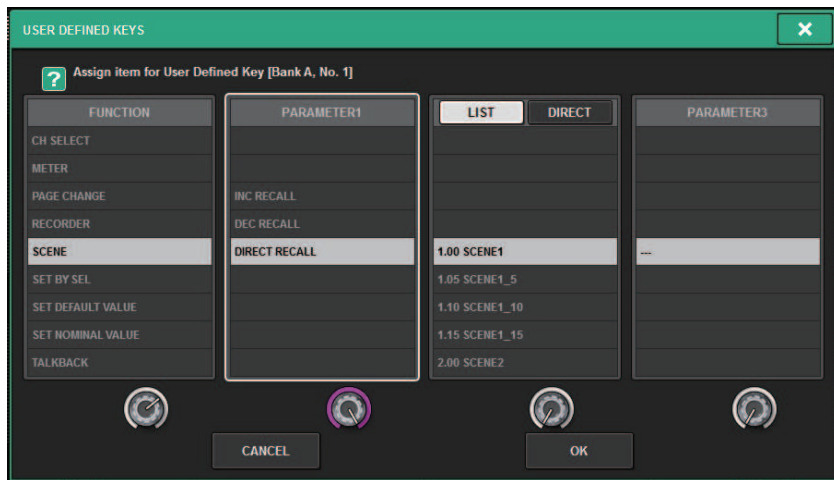 USER DEFINED KEYS
?
Assign item for User Defined Key [Bank A, No. 1]
FUNCTION
CH SELECT
METER
PAGE CHANGE
RECORDER
SCENE
SET BY SEL
SET DEFAULT VALUE
SET NOMINAL VALUE
TALKBACK
PARAMETER1
INC RECALL
DEC RECALL
DIRECT RECALL
LIST DIRECT
1.00 SCENE1
1.05 SCENE1_5
1.10 SCENE1_10
1.15 SCENE1_15
2.00 SCENE2
PARAMETER3
---
CANCEL
OK